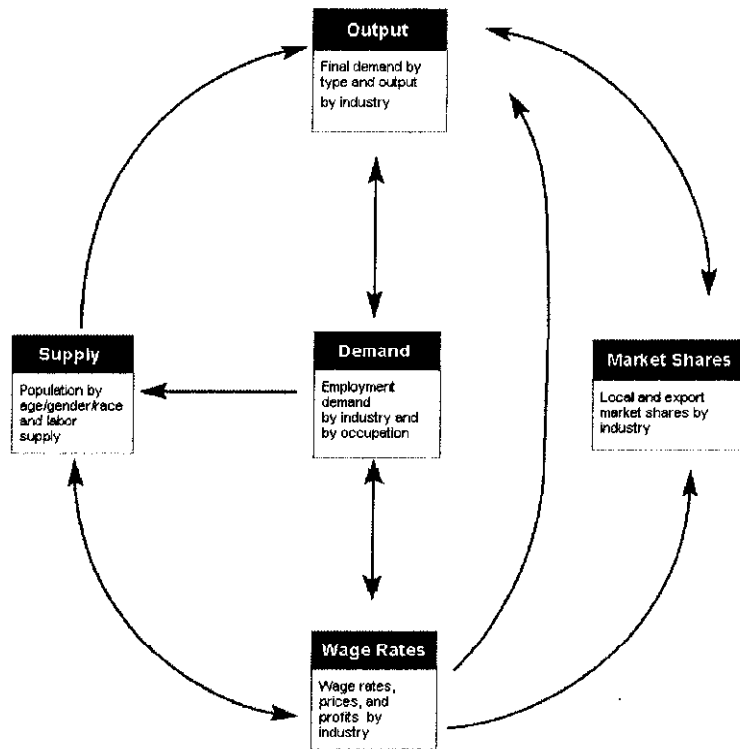 Output
Final demand by
type and output
by industry
Supply
Population by
age/gender/race
and labor
supply
Demand
Employment
demand
by industry and
by occupation
Market Shares
Local and export
market shares by
industry
Wage Rates
Wage rates,
prices, and
profits by
industry